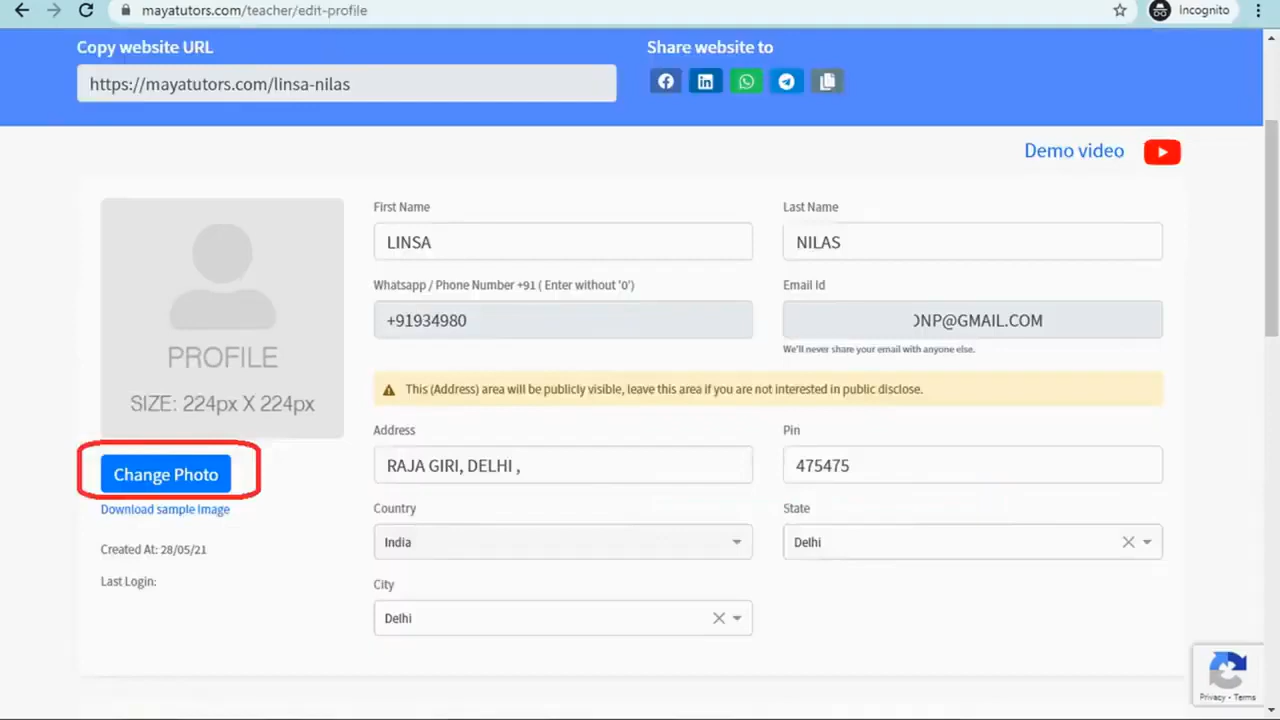 mayatutors.com/teacher/edit-profile
Incognito
Copy website URL
Share website to
https://mayatutors.com/linsa-nilas
Demo video
PROFILE
SIZE: 224px X 224px
Change Photo
Download sample Image
Created At: 28/05/21
Last Login:
First Name
Last Name
LINSA
NILAS
Whatsapp / Phone Number +91 ( Enter without '0')
Email Id
+91934980
NP@GMAIL.COM
We'll never share your email with anyone else.
This (Address) area will be publicly visible, leave this area if you are not interested in public disclose.
Address
Pin
RAJA GIRI, DELHI ,
475475
Country
State
India
Delhi
City
Delhi
Privacy - Terms